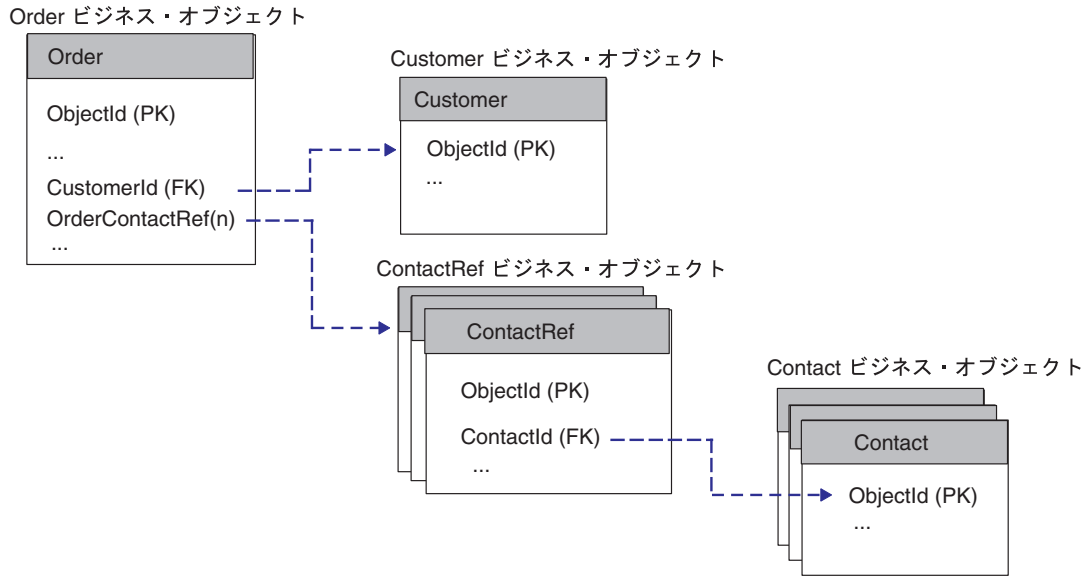 Order ビジネス・オブジェクト
Order
ObjectId (PK)
...
CustomerId (FK)
OrderContactRef(n)
...
Customer ビジネス・オブジェクト
Customer
ObjectId (PK)
...
ContactRef ビジネス・オブジェクト
ContactRef
ObjectId (PK)
ContactId (FK)
...
Contact ビジネス・オブジェクト
Contact
ObjectId (PK)
...